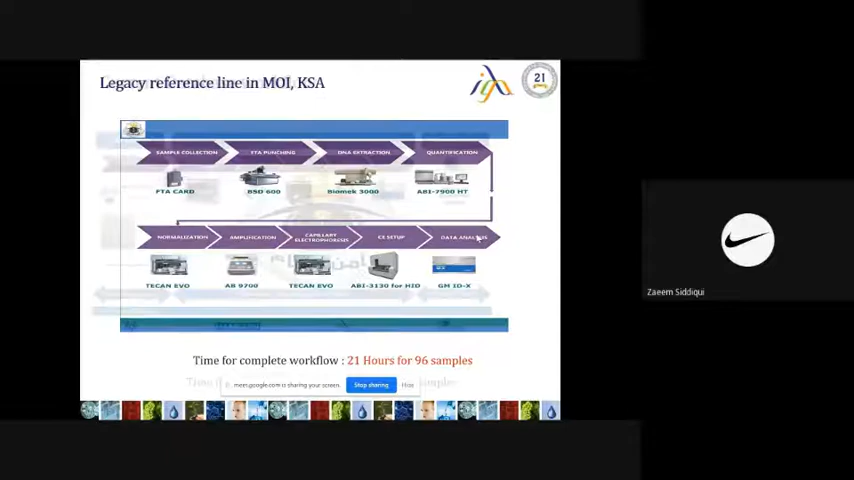 Legacy reference line in MOI, KSA
21
SAMPLE COLLECTION
FTA PUNCHING
DNA EXTRACTION
QUANTIFICATION
FTA CARD
BSD 600
Biomek 3000
ABI-7900 HT
NORMALIZATION
AMPLIFICATION
CAPILLARY
ELECTROPHORESIS
CE SETUP
DATA ANALYSIS
TECAN EVO
AB 9700
TECAN EVO
ABI-3130 for HID
GM ID-X
Time for complete workflow : 21 Hours for 96 samples
meet.google.com is sharing your screen.
Stop sharing
Hide
Zaeem Siddiqui